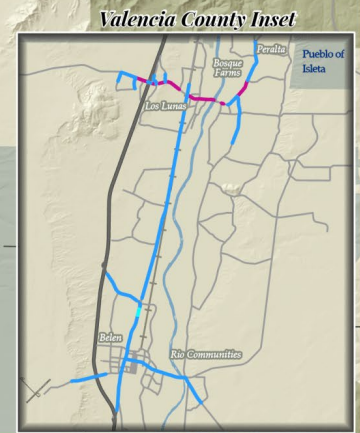 Valencia County Inset
Peralta
Bosque
Farms
Pueblo of
Isleta
Los Lunas
Belen
Rio Communities